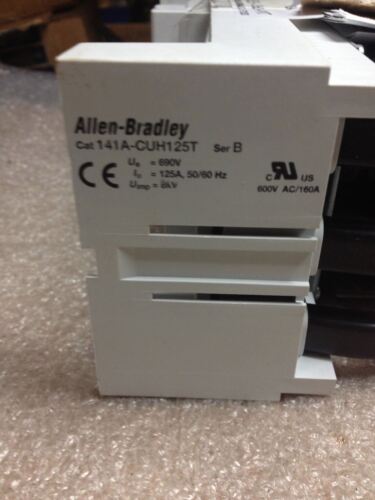 Allen-Bradley
Cat 141A-CUH125T Ser B
CE
Ue = 690V
Ie = 125A, 50/60 Hz
Uimp = 8kV
C UR US
600V AC/160A